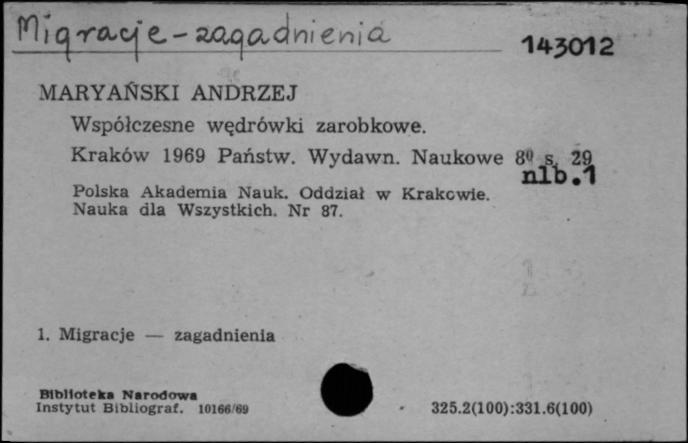 Migracje - zagadnienia
143012
MARYAŃSKI ANDRZEJ
Współczesne wędrówki zarobkowe.
Kraków 1969 Państw. Wydawn. Naukowe 8⁰ s. 29
nlb.1
Polska Akademia Nauk. Oddział w Krakowie.
Nauka dla Wszystkich. Nr 87.
1. Migracje — zagadnienia
Biblioteka Narodowa
Instytut Bibliograf. 10166/69
325.2(100):331.6(100)